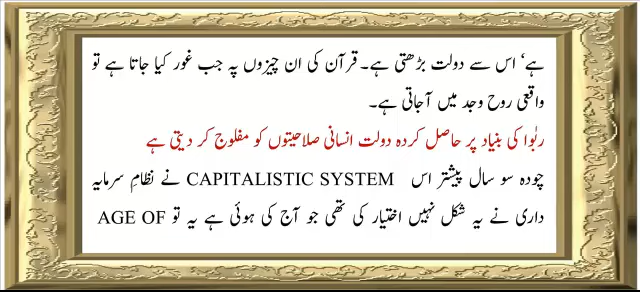 ہے‘ اس سے دولت بڑھتی ہے۔ قرآن کی ان چیزوں پہ جب غور کیا جاتا ہے تو
واقعی روح وجد میں آجاتی ہے۔
ربٰوا کی بنیاد پر حاصل کردہ دولت انسانی صلاحیتوں کو مفلوج کر دیتی ہے
چودہ سو سال پیشتر اس CAPITALISTIC SYSTEM نے نظامِ سرمایہ
داری نے یہ شکل نہیں اختیار کی تھی جو آج کی ہوئی ہے یہ تو AGE OF